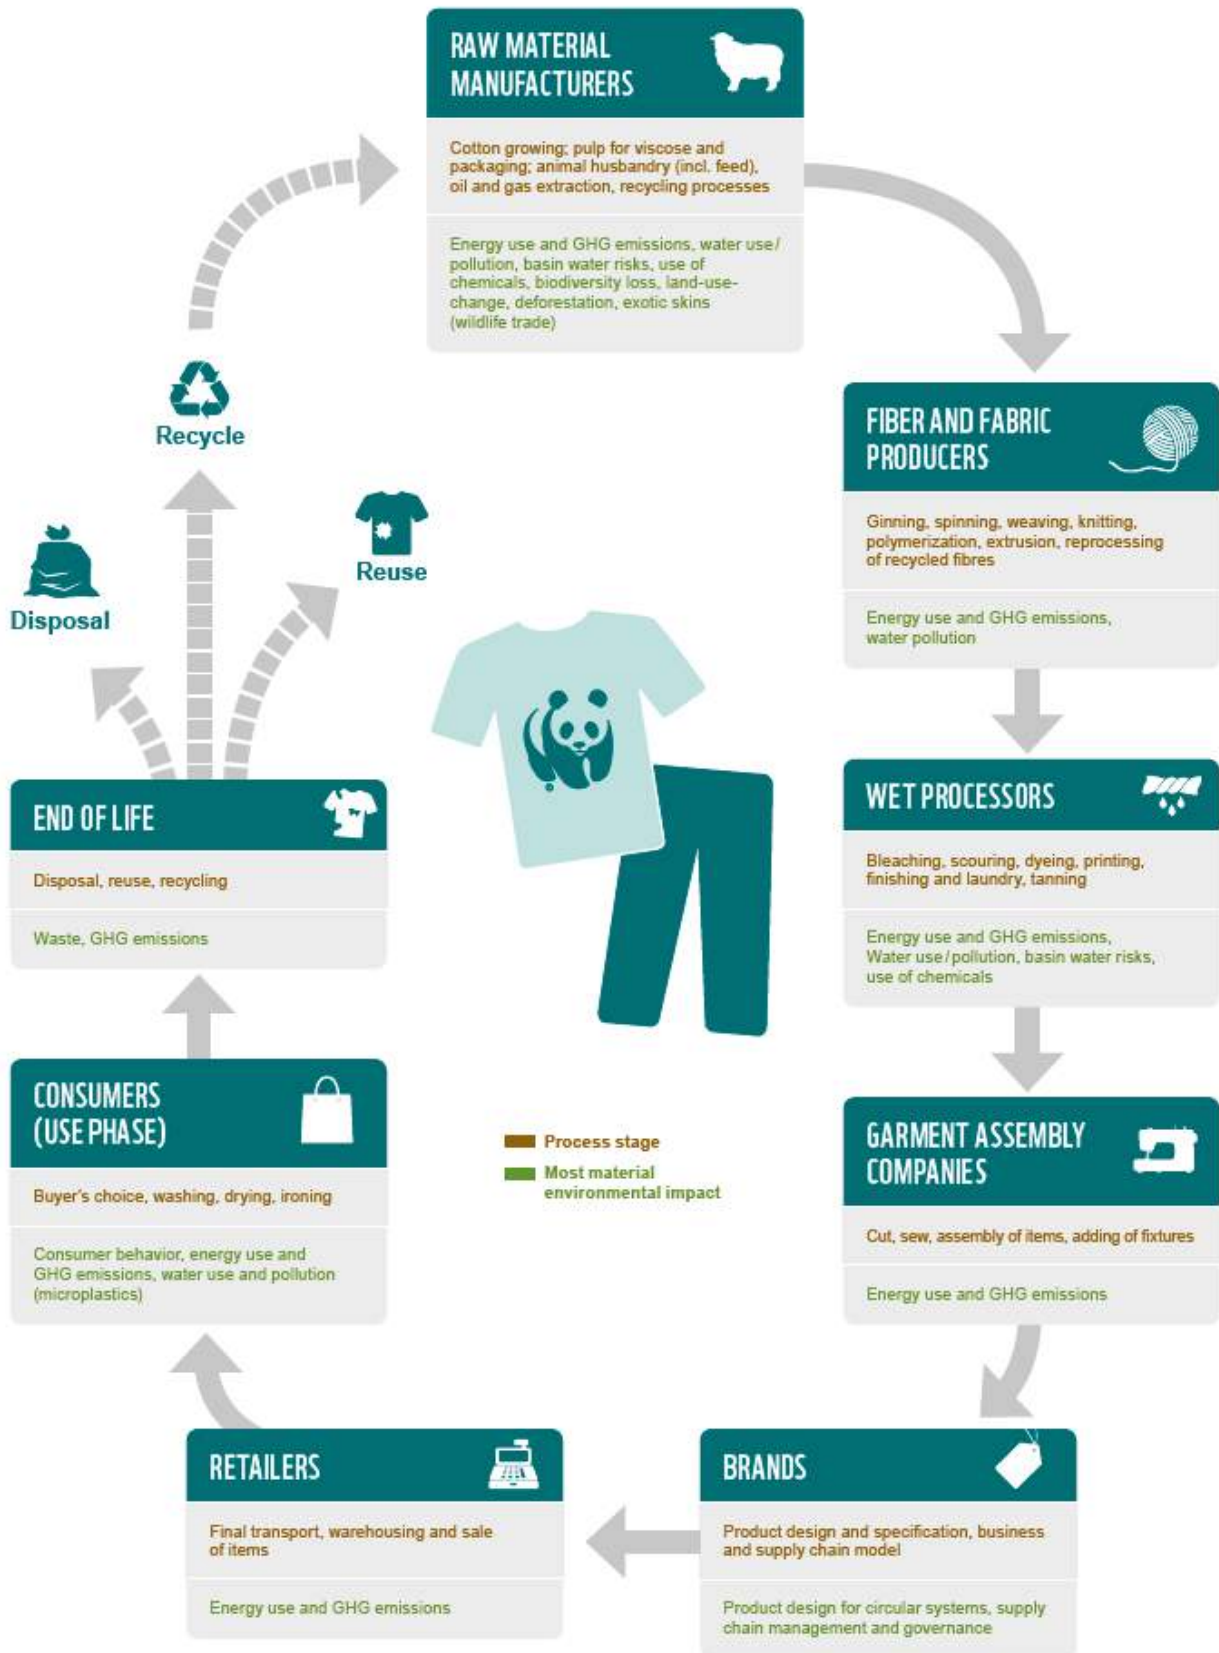 RAW MATERIAL
MANUFACTURERS
Cotton growing; pulp for viscose and
packaging; animal husbandry (incl. feed),
oil and gas extraction, recycling processes
Energy use and GHG emissions, water use/
pollution, basin water risks, use of
chemicals, biodiversity loss, land-use-
change, deforestation, exotic skins
(wildlife trade)
FIBER AND FABRIC
PRODUCERS
Ginning, spinning, weaving, knitting,
polymerization, extrusion, reprocessing
of recycled fibres
Energy use and GHG emissions,
water pollution
WET PROCESSORS
Bleaching, scouring, dyeing, printing,
finishing and laundry, tanning
Energy use and GHG emissions,
Water use/pollution, basin water risks,
use of chemicals
GARMENT ASSEMBLY
COMPANIES
Cut, sew, assembly of items, adding of fixtures
Energy use and GHG emissions
BRANDS
Product design and specification, business
and supply chain model
Product design for circular systems, supply
chain management and governance
RETAILERS
Final transport, warehousing and sale
of items
Energy use and GHG emissions
CONSUMERS
(USE PHASE)
Buyer's choice, washing, drying, ironing
Consumer behavior, energy use and
GHG emissions, water use and pollution
(microplastics)
END OF LIFE
Disposal, reuse, recycling
Waste, GHG emissions
Disposal
Recycle
Reuse
Process stage
Most material
environmental impact